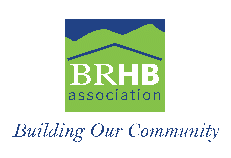 BRHB
association
Building Our Community